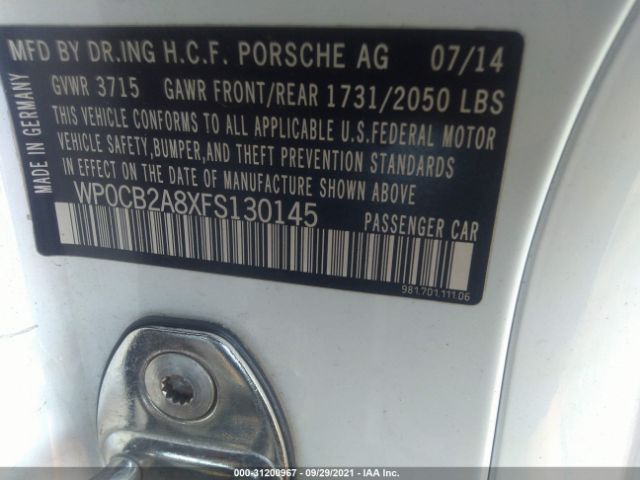 MFD BY DR.ING H.C.F. PORSCHE AG 07/14
GVWR 3715 GAWR FRONT/REAR 1731/2050 LBS
THIS VEHICLE CONFORMS TO ALL APPLICABLE U.S.FEDERAL MOTOR
VEHICLE SAFETY,BUMPER,AND THEFT PREVENTION STANDARDS
IN EFFECT ON THE DATE OF MANUFACTURE SHOWN ABOVE
MADE IN GERMANY
WP0CB2A8XFS130145
PASSENGER CAR
981.701.111.06
000-31200967 - 09/29/2021 - IAA Inc.